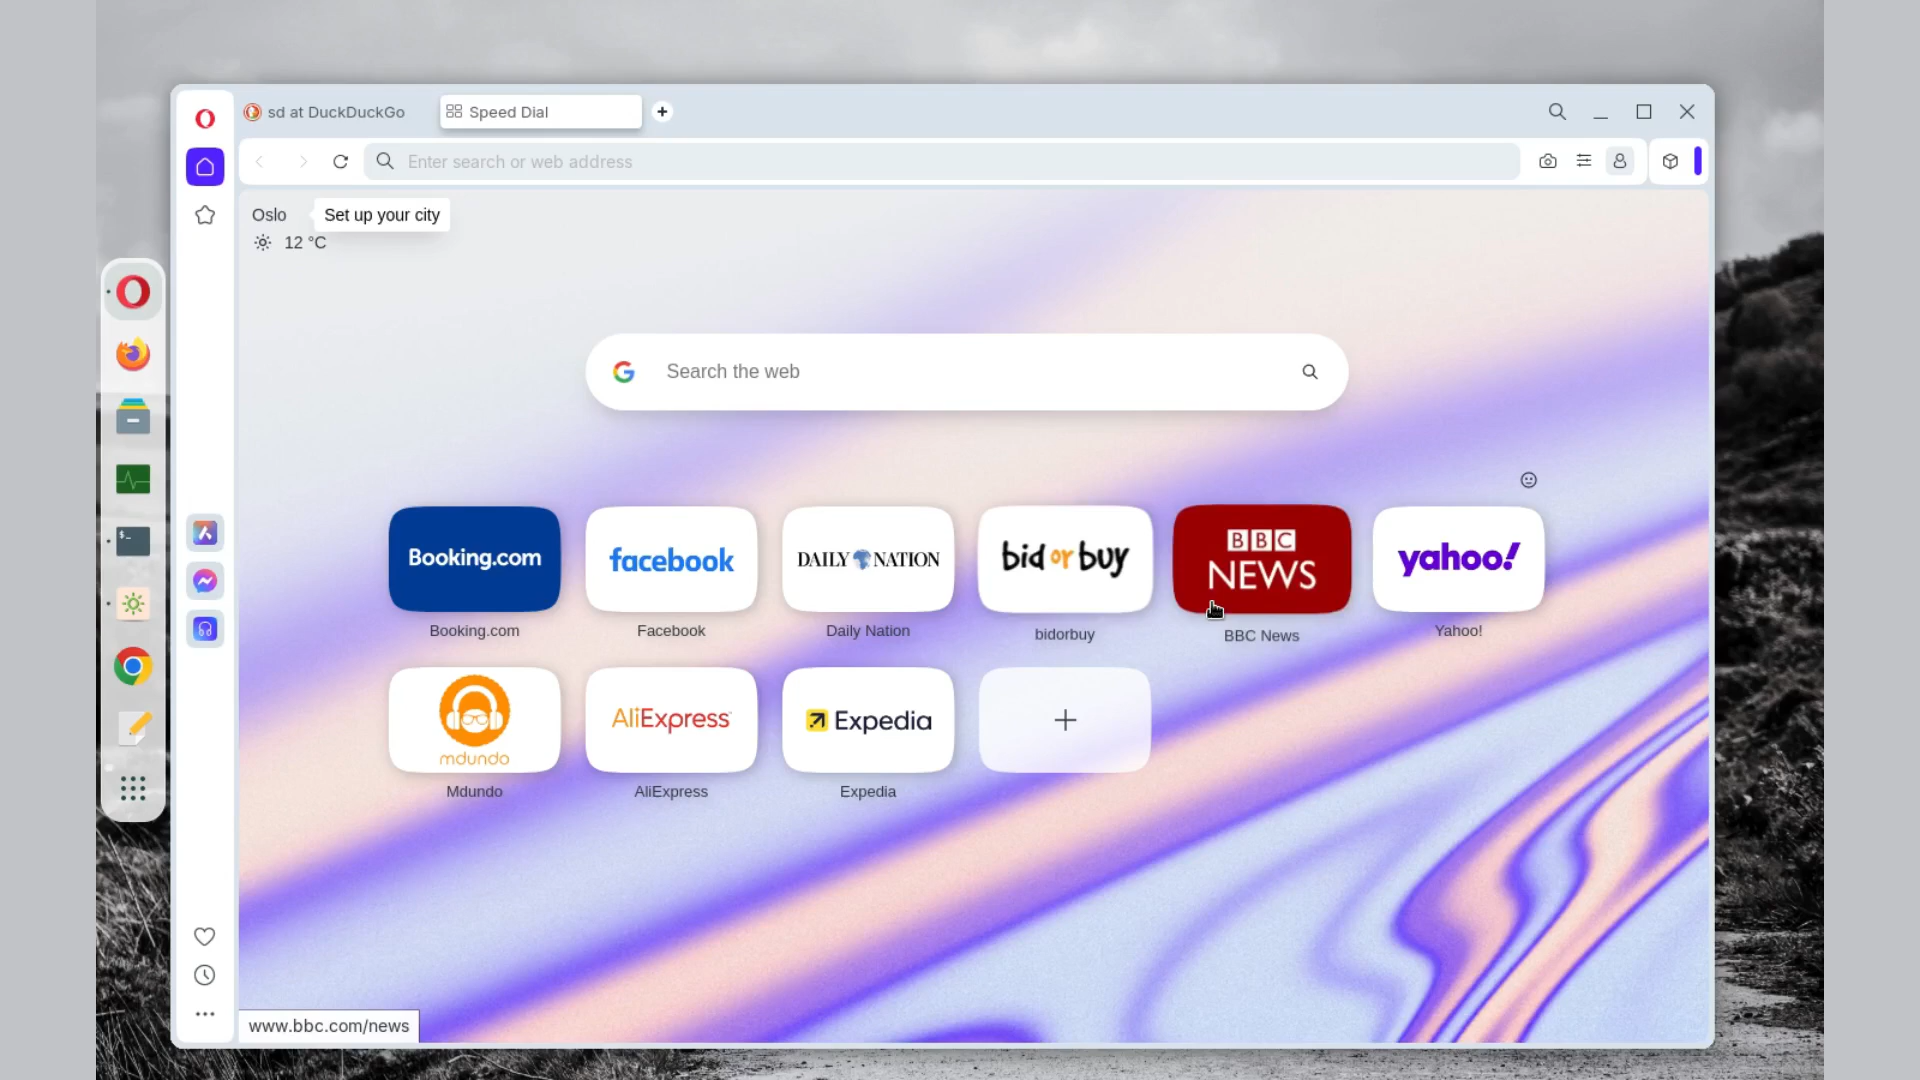 sd at DuckDuckGo
Speed Dial
Enter search or web address
Oslo
Set up your city
12 °C
Search the web
Booking.com
facebook
DAILY NATION
bid or buy
BBC
NEWS
yahoo!
Booking.com
Facebook
Daily Nation
bidorbuy
BBC News
Yahoo!
mdundo
AliExpress
Expedia
Mdundo
AliExpress
Expedia
www.bbc.com/news
$_